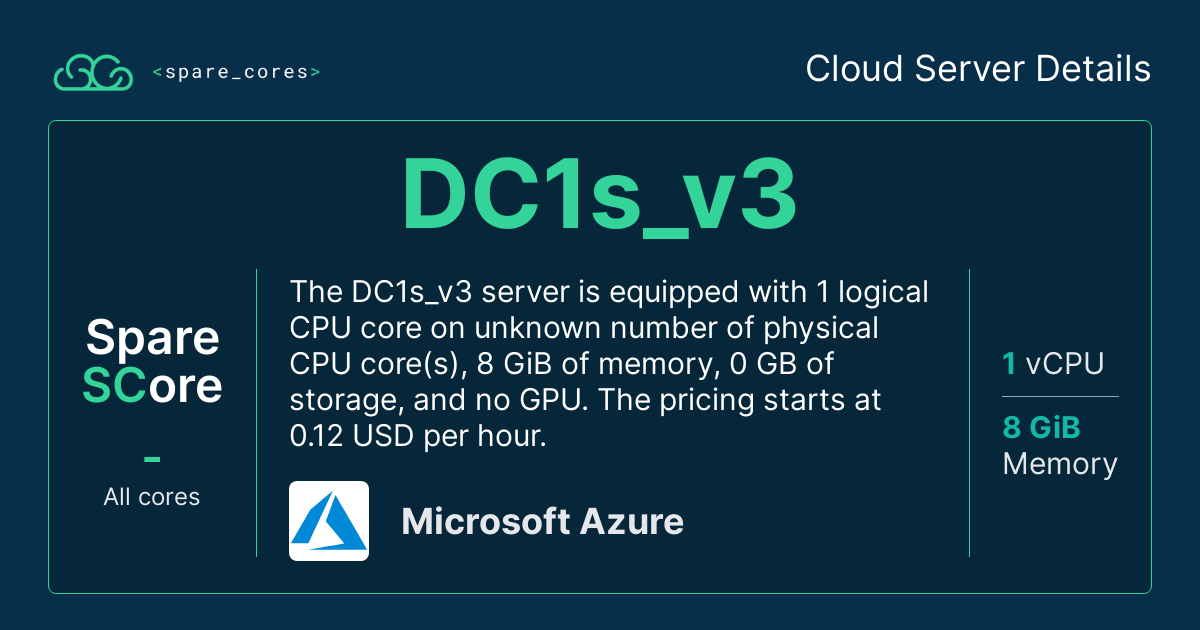 <spare_cores>
Cloud Server Details
DC1s_v3
Spare
SCore
-
All cores
The DC1s_v3 server is equipped with 1 logical
CPU core on unknown number of physical
CPU core(s), 8 GiB of memory, 0 GB of
storage, and no GPU. The pricing starts at
0.12 USD per hour.
Microsoft Azure
1 vCPU
8 GiB
Memory